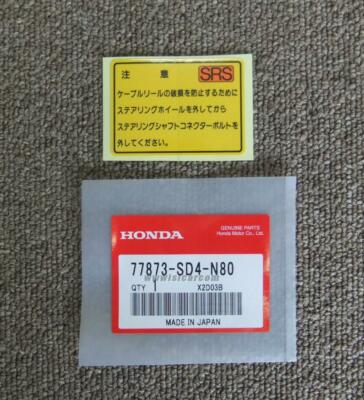 注 意 SRS
ケーブルリールの破損を防止するために
ステアリングホイールを外してから
ステアリングシャフトコネクターボルトを
外してください。
HONDA
GENUINE PARTS
Honda Motor Co., Ltd.
77873-SD4-N80
www.isicar.com
QTY 1 X2D03B
MADE IN JAPAN